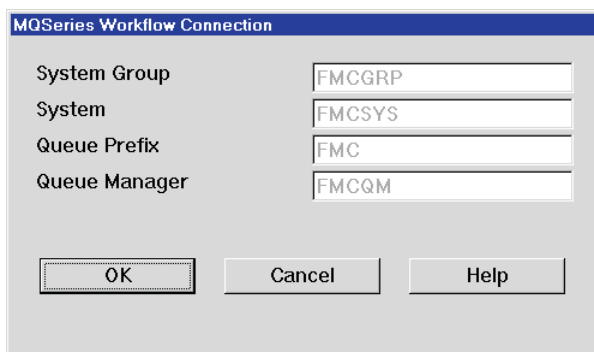 MQSeries Workflow Connection
System Group FMCGRP
System FMCSYS
Queue Prefix FMC
Queue Manager FMCQM
OK Cancel Help